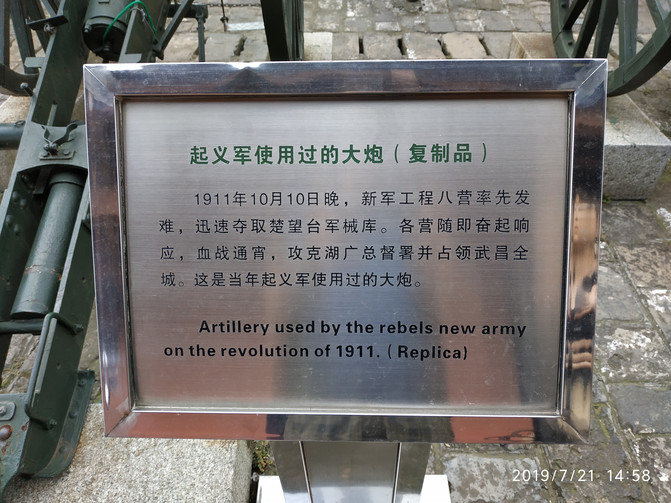 起义军使用过的大炮（复制品）
1911年10月10日晚，新军工程八营率先发
难，迅速夺取楚望台军械库。各营随即奋起响
应，血战通宵，攻克湖广总督署并占领武昌全
城。这是当年起义军使用过的大炮。
Artillery used by the rebels new army
on the revolution of 1911. (Replica)
2019/7/21 14:58